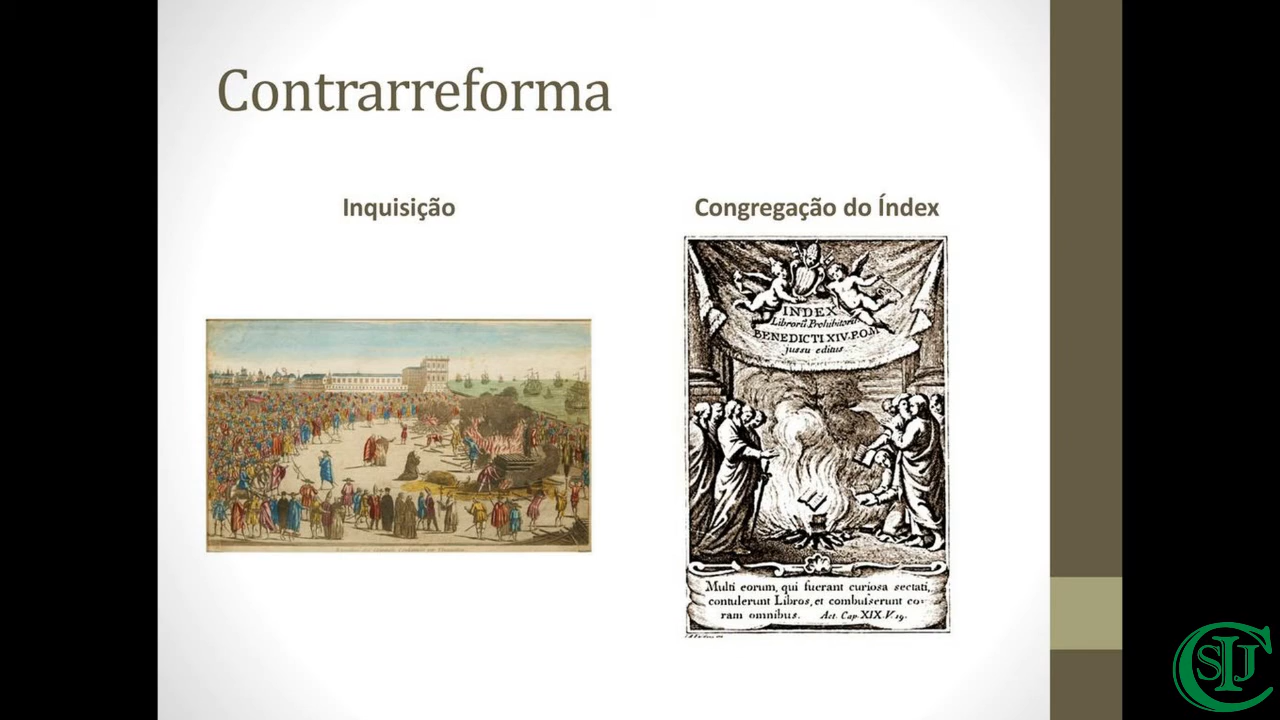 Contrarreforma
Inquisição
Congregação do Índex
INDEX
Librorũ Prohibitorũ
BENEDICTI XIV. P.O.M.
jussu editus
Multi eorum, qui fuerant curiosa sectati,
contulerunt Libros, et combusserunt co-
ram omnibus. Act. Cap. XIX. V. 19.
CSIJ